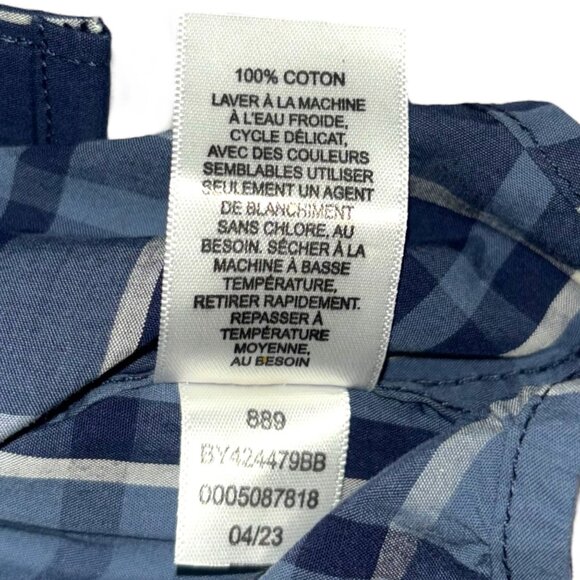 100% COTON
LAVER À LA MACHINE
À L'EAU FROIDE,
CYCLE DÉLICAT,
AVEC DES COULEURS
SEMBLABLES UTILISER
SEULEMENT UN AGENT
DE BLANCHIMENT
SANS CHLORE, AU
BESOIN. SÉCHER À LA
MACHINE À BASSE
TEMPÉRATURE,
RETIRER RAPIDEMENT.
REPASSER À
TEMPÉRATURE
MOYENNE,
AU BESOIN
889
BY424479BB
0005087818
04/23